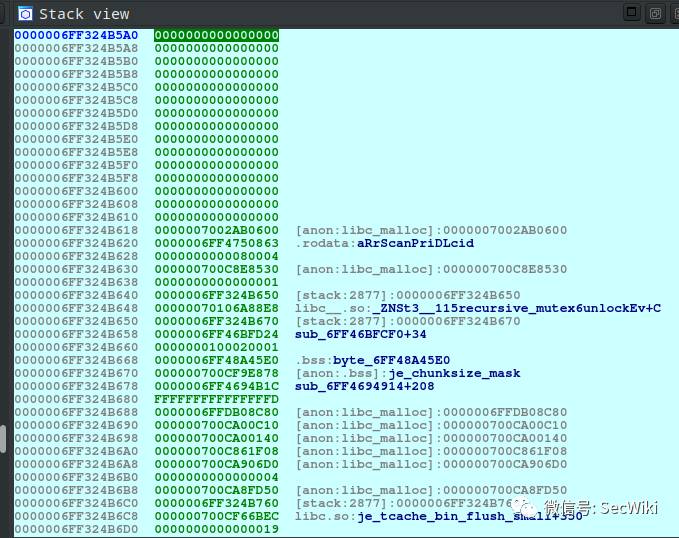 Stack view
0000006FF324B5A0 0000000000000000
0000006FF324B5A8 0000000000000000
0000006FF324B5B0 0000000000000000
0000006FF324B5B8 0000000000000000
0000006FF324B5C0 0000000000000000
0000006FF324B5C8 0000000000000000
0000006FF324B5D0 0000000000000000
0000006FF324B5D8 0000000000000000
0000006FF324B5E0 0000000000000000
0000006FF324B5E8 0000000000000000
0000006FF324B5F0 0000000000000000
0000006FF324B5F8 0000000000000000
0000006FF324B600 0000000000000000
0000006FF324B608 0000000000000000
0000006FF324B610 0000000000000000
0000006FF324B618 0000007002AB0600 [anon:libc_malloc]:0000007002AB0600
0000006FF324B620 0000006FF4750863 .rodata:aRrScanPriDLcid
0000006FF324B628 0000000000080004
0000006FF324B630 000000700C8E8530 [anon:libc_malloc]:000000700C8E8530
0000006FF324B638 0000000000000001
0000006FF324B640 0000006FF324B650 [stack:2877]:0000006FF324B650
0000006FF324B648 00000070106A88E8 libc__.so:_ZNSt3__115recursive_mutex6unlockEv+C
0000006FF324B650 0000006FF324B670 [stack:2877]:0000006FF324B670
0000006FF324B658 0000006FF46BFD24 sub_6FF46BFCF0+34
0000006FF324B660 0000000100020001
0000006FF324B668 0000006FF48A45E0 .bss:byte_6FF48A45E0
0000006FF324B670 000000700CF9E878 [anon:.bss]:je_chunksize_mask
0000006FF324B678 0000006FF4694B1C sub_6FF4694914+208
0000006FF324B680 FFFFFFFFFFFFFFFD
0000006FF324B688 0000006FFDB08C80 [anon:libc_malloc]:0000006FFDB08C80
0000006FF324B690 000000700CA00C10 [anon:libc_malloc]:000000700CA00C10
0000006FF324B698 000000700CA00140 [anon:libc_malloc]:000000700CA00140
0000006FF324B6A0 000000700C861F08 [anon:libc_malloc]:000000700C861F08
0000006FF324B6A8 000000700CA906D0 [anon:libc_malloc]:000000700CA906D0
0000006FF324B6B0 0000000000000004
0000006FF324B6B8 000000700CA8FD50 [anon:libc_malloc]:000000700CA8FD50
0000006FF324B6C0 0000006FF324B760 [stack:2877]:0000006FF324B76
0000006FF324B6C8 000000700CF66BEC libc.so:je_tcache_bin_flush_small+350
0000006FF324B6D0 0000000000000019
微信号: SecWiki